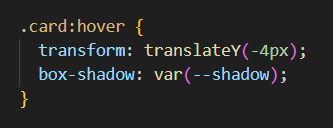 .card:hover {
  transform: translateY(-4px);
  box-shadow: var(--shadow);
}